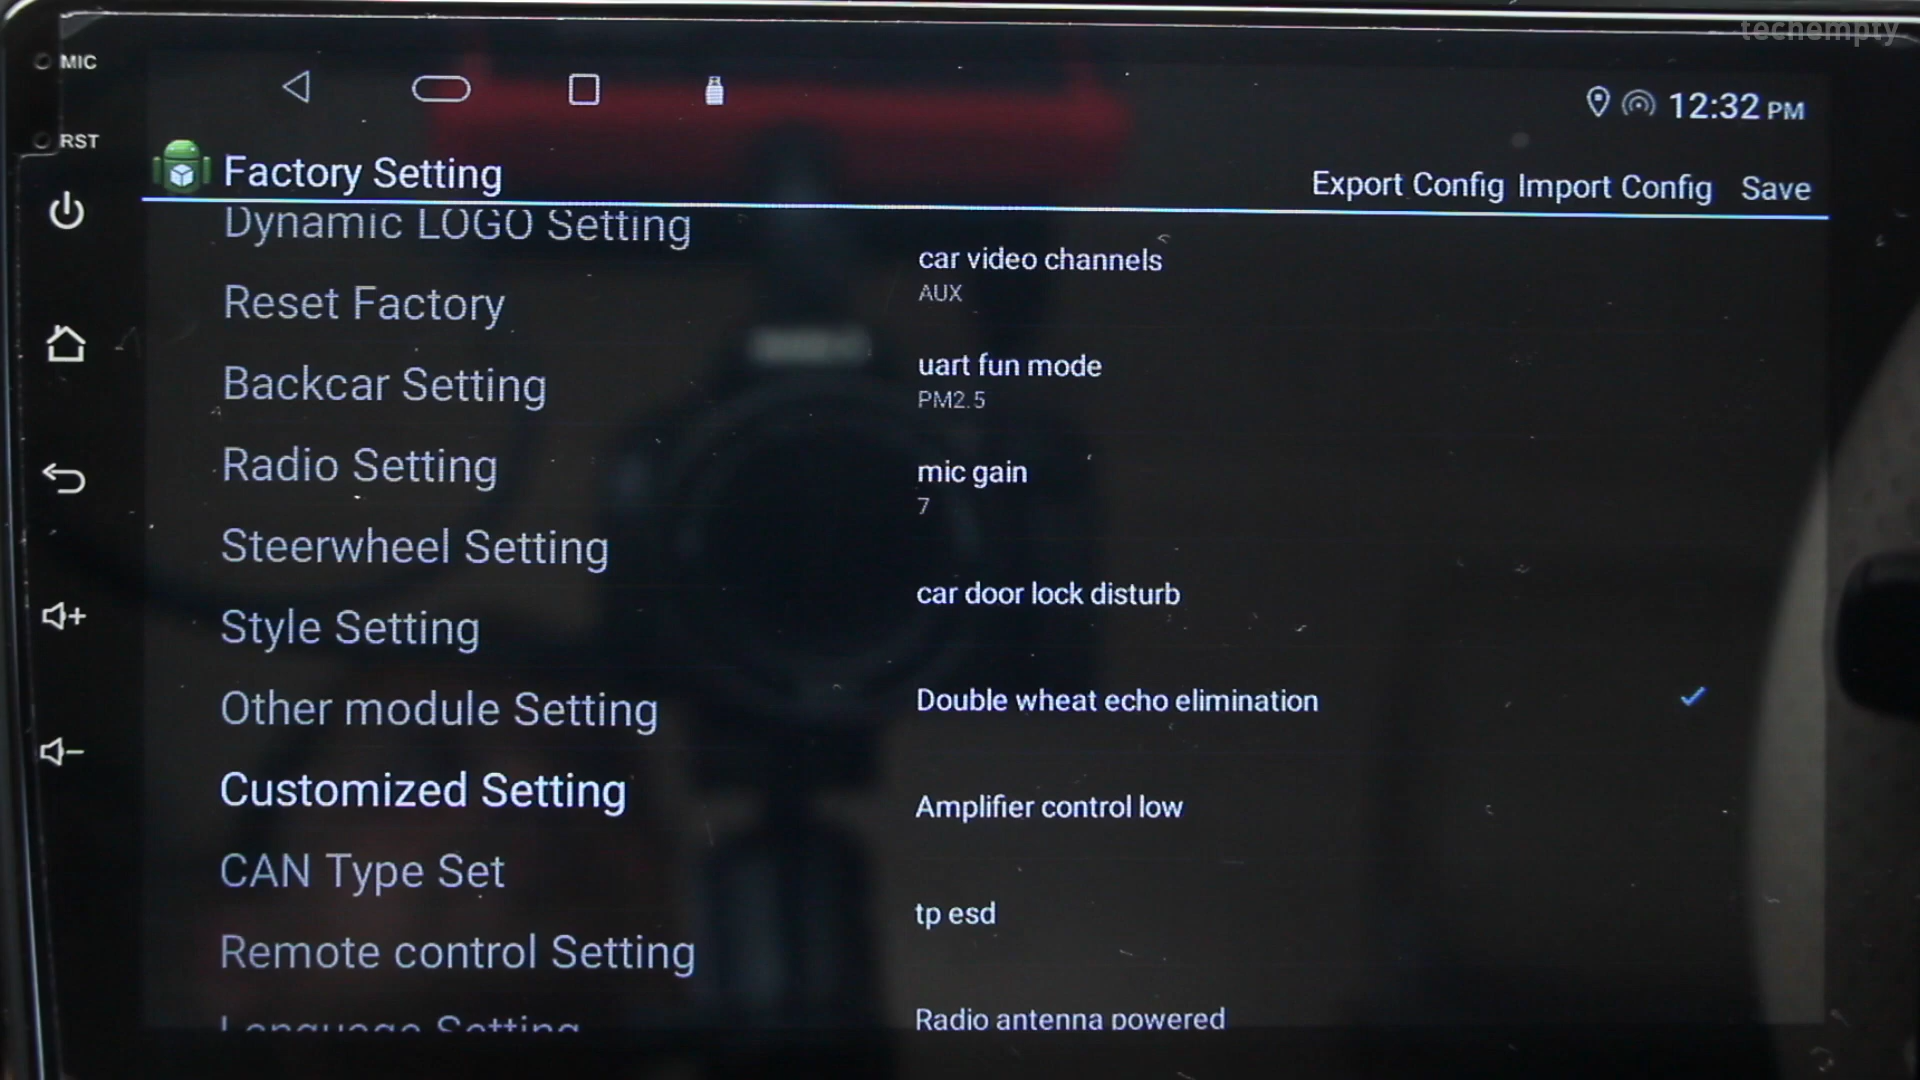 techempty
MIC
RST
12:32 PM
Factory Setting
Export Config Import Config Save
Dynamic LOGO Setting
Reset Factory
Backcar Setting
Radio Setting
Steerwheel Setting
Style Setting
Other module Setting
Customized Setting
CAN Type Set
Remote control Setting
Language Setting
car video channels
AUX
uart fun mode
PM2.5
mic gain
7
car door lock disturb
Double wheat echo elimination
Amplifier control low
tp esd
Radio antenna powered